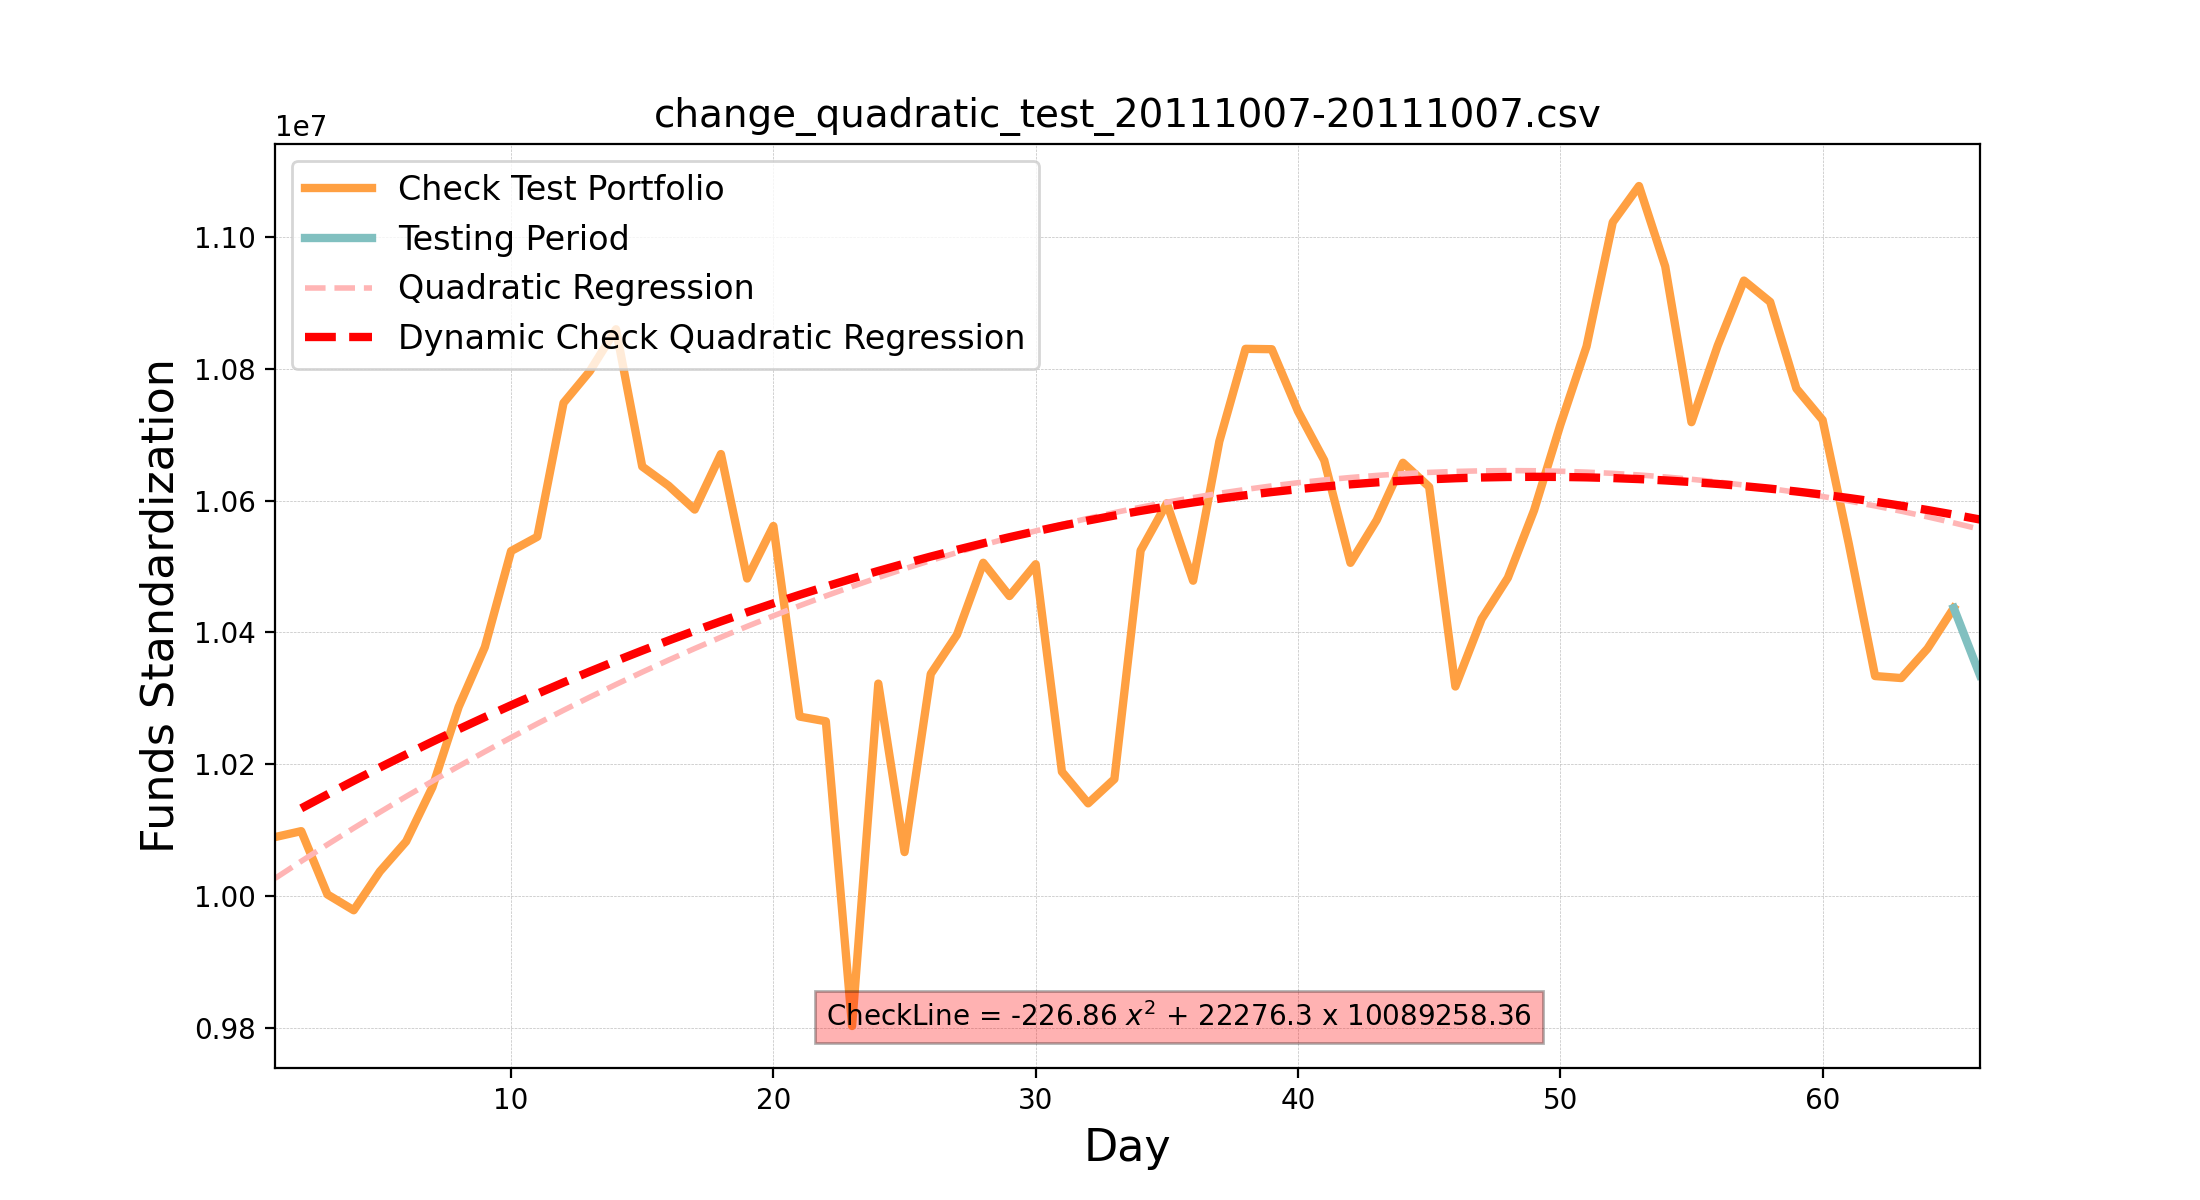 change_quadratic_test_20111007-20111007.csv
1e7
Check Test Portfolio
Testing Period
Quadratic Regression
Dynamic Check Quadratic Regression
1.10
1.08
1.06
1.04
1.02
1.00
0.98
Funds Standardization
CheckLine = -226.86 x² + 22276.3 x 10089258.36
10 20 30 40 50 60
Day